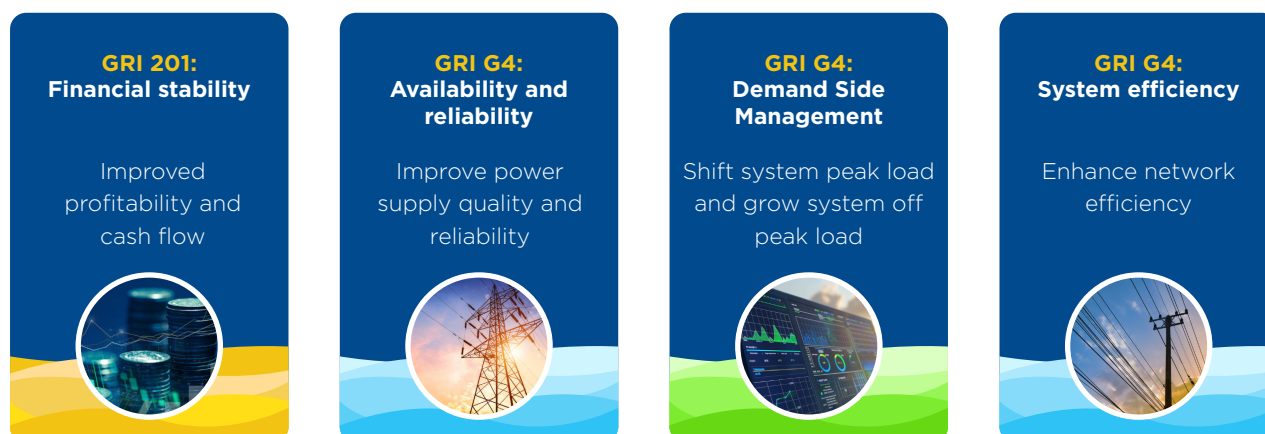 GRI 201:
Financial stability
Improved
profitability and
cash flow
GRI G4:
Availability and
reliability
Improve power
supply quality and
reliability
GRI G4:
Demand Side
Management
Shift system peak load
and grow system off
peak load
GRI G4:
System efficiency
Enhance network
efficiency